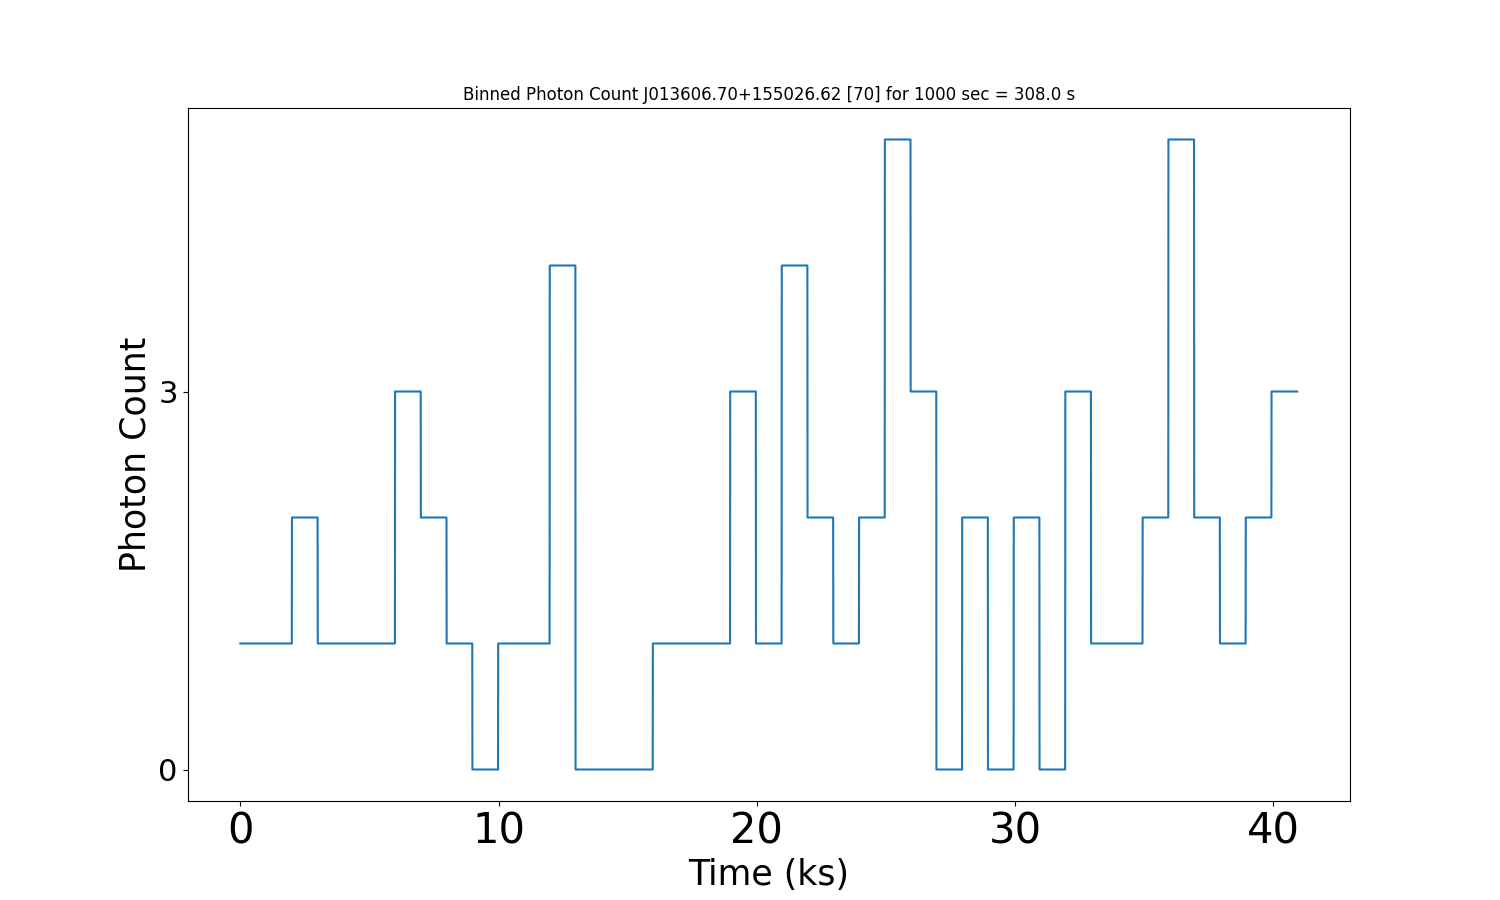 Binned Photon Count J013606.70+155026.62 [70] for 1000 sec = 308.0 s
Photon Count
3
0
0 10 20 30 40
Time (ks)